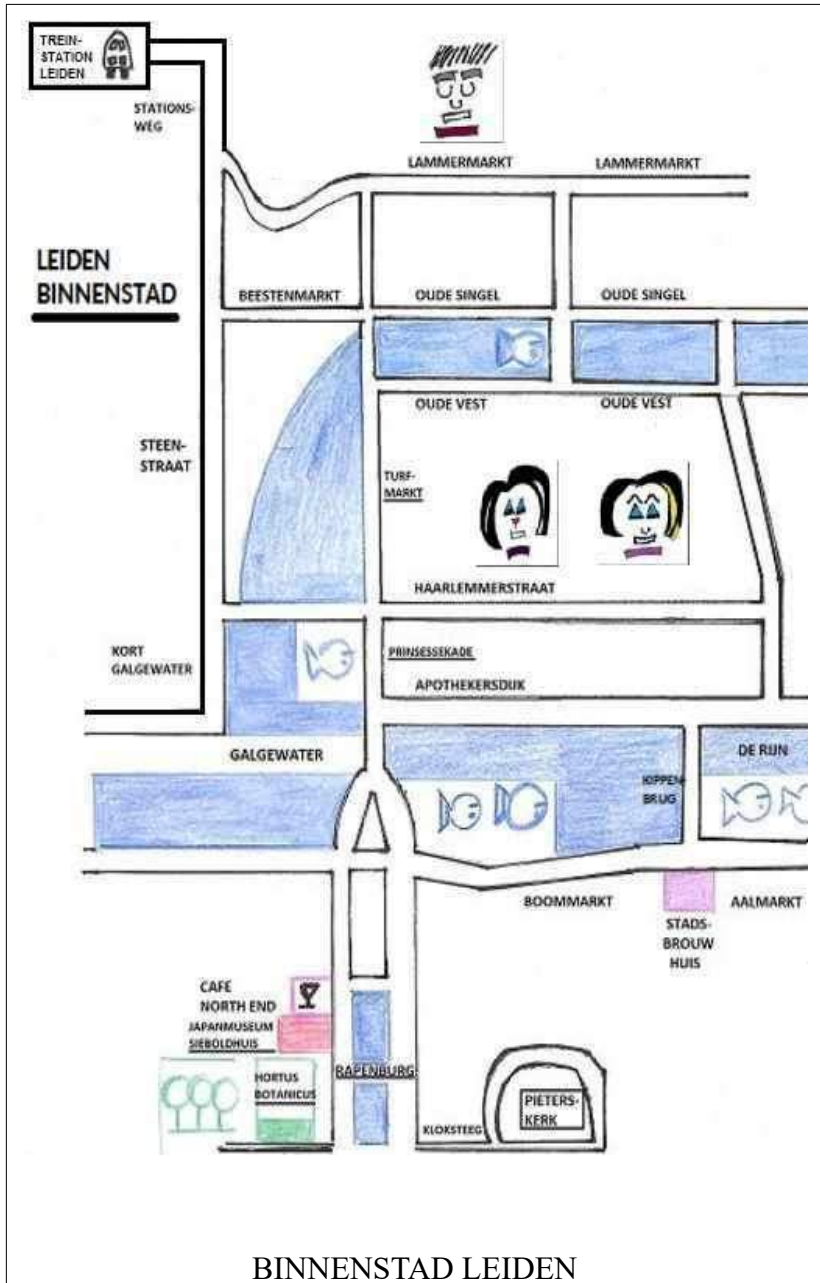 TREIN-
STATION
LEIDEN
STATIONS-
WEG
LAMMERMARKT
LAMMERMARKT
LEIDEN
BINNENSTAD
BEESTENMARKT
OUDE SINGEL
OUDE SINGEL
OUDE VEST
OUDE VEST
STEEN-
STRAAT
TURF-
MARKT
HAARLEMMERSTRAAT
KORT
GALGEWATER
PRINSESSEKADE
APOTHEKERSDIJK
GALGEWATER
DE RIJN
KIPPEN-
BRUG
BOOMMARKT
AALMARKT
STADS-
BROUW
HUIS
CAFE
NORTH END
JAPANMUSEUM
SIEBOLDHUIS
HORTUS
BOTANICUS
RAPENBURG
PIETERS-
KERK
KLOKSTEEG
BINNENSTAD LEIDEN